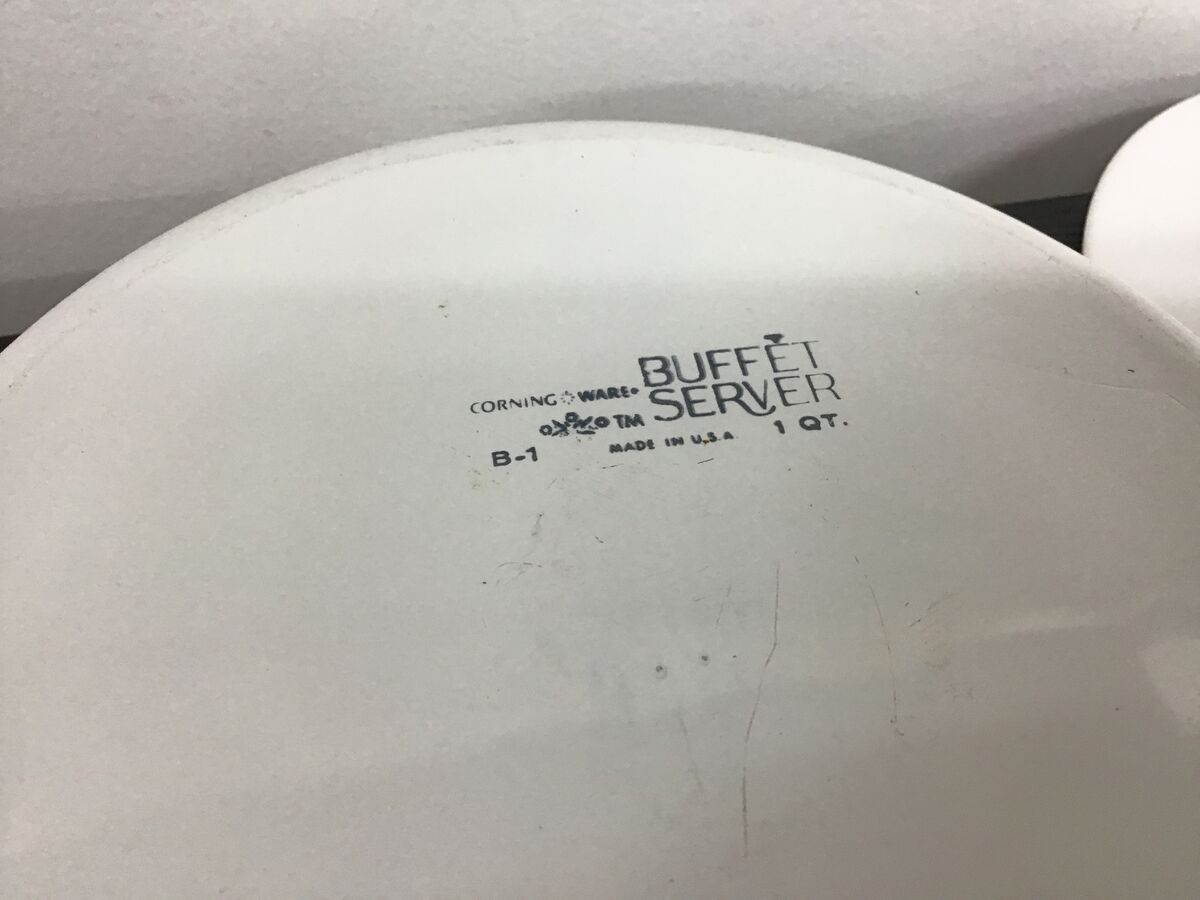 CORNING WARE® BUFFET SERVER
TM
B-1 MADE IN U.S.A. 1 QT.